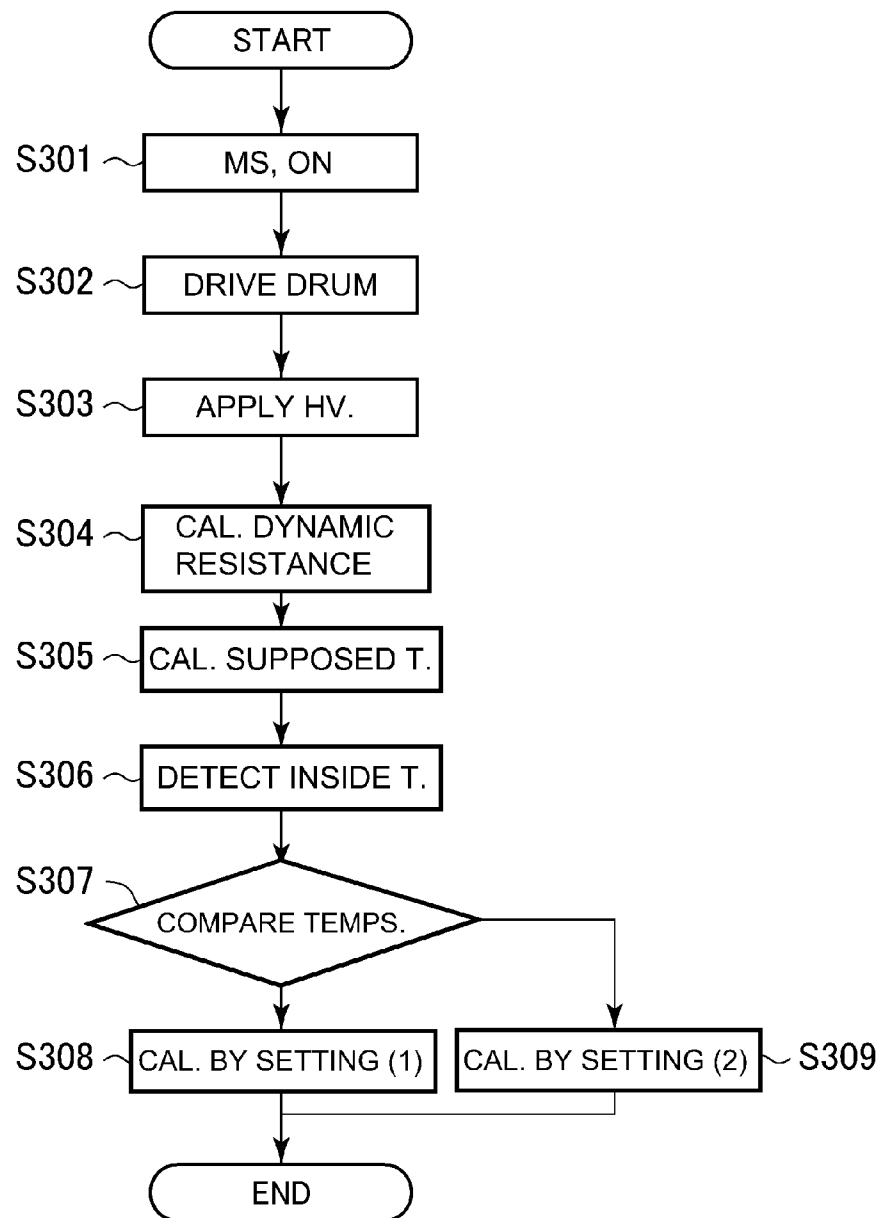 START
S301
MS, ON
S302
DRIVE DRUM
S303
APPLY HV.
S304
CAL. DYNAMIC
RESISTANCE
S305
CAL. SUPPOSED T.
S306
DETECT INSIDE T.
S307
COMPARE TEMPS.
S308
CAL. BY SETTING (1)
CAL. BY SETTING (2)
S309
END